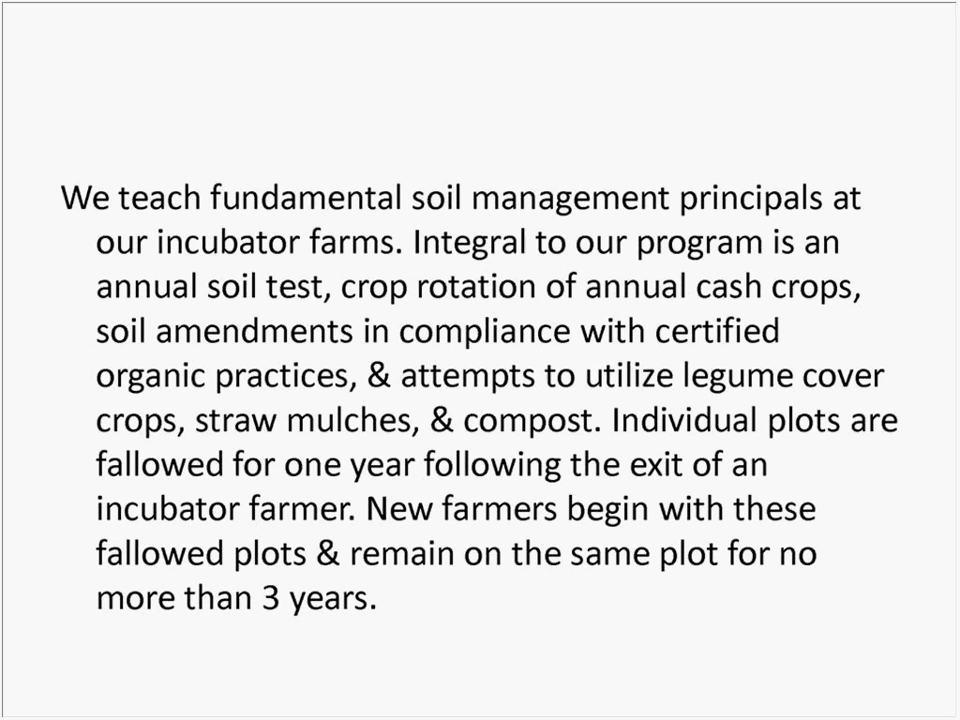 We teach fundamental soil management principals at
our incubator farms. Integral to our program is an
annual soil test, crop rotation of annual cash crops,
soil amendments in compliance with certified
organic practices, & attempts to utilize legume cover
crops, straw mulches, & compost. Individual plots are
fallowed for one year following the exit of an
incubator farmer. New farmers begin with these
fallowed plots & remain on the same plot for no
more than 3 years.